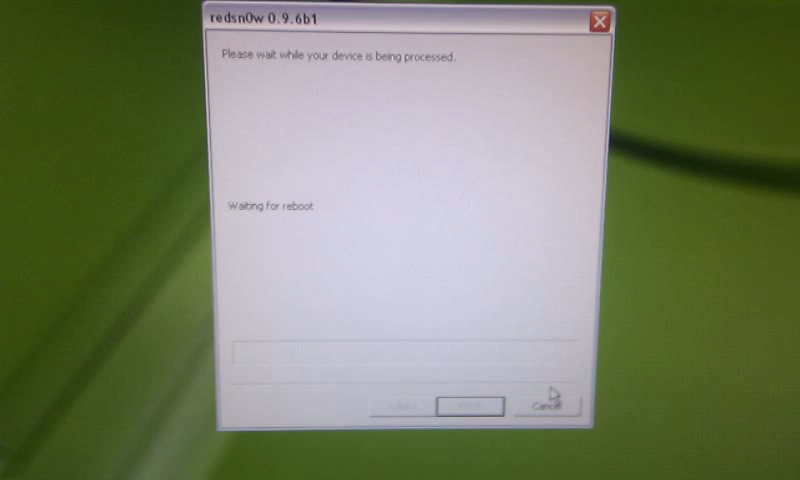 redsn0w 0.9.6b1
Please wait while your device is being processed.
Waiting for reboot
Cancel